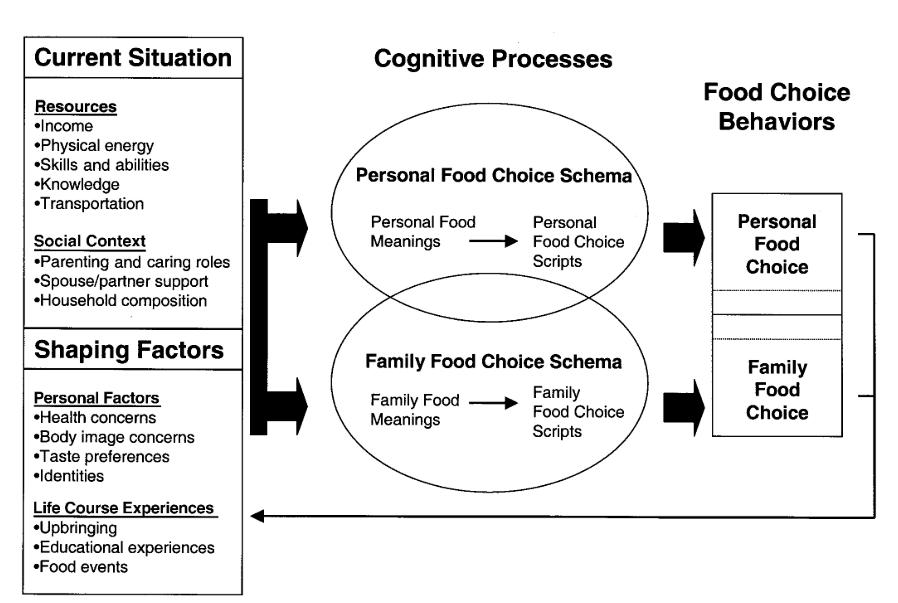 Current Situation
Resources
•Income
•Physical energy
•Skills and abilities
•Knowledge
•Transportation
Social Context
•Parenting and caring roles
•Spouse/partner support
•Household composition
Shaping Factors
Personal Factors
•Health concerns
•Body image concerns
•Taste preferences
•Identities
Life Course Experiences
•Upbringing
•Educational experiences
•Food events
Cognitive Processes
Personal Food Choice Schema
Personal Food
Meanings
Personal
Food Choice
Scripts
Family Food Choice Schema
Family Food
Meanings
Family
Food Choice
Scripts
Food Choice
Behaviors
Personal
Food
Choice
Family
Food
Choice